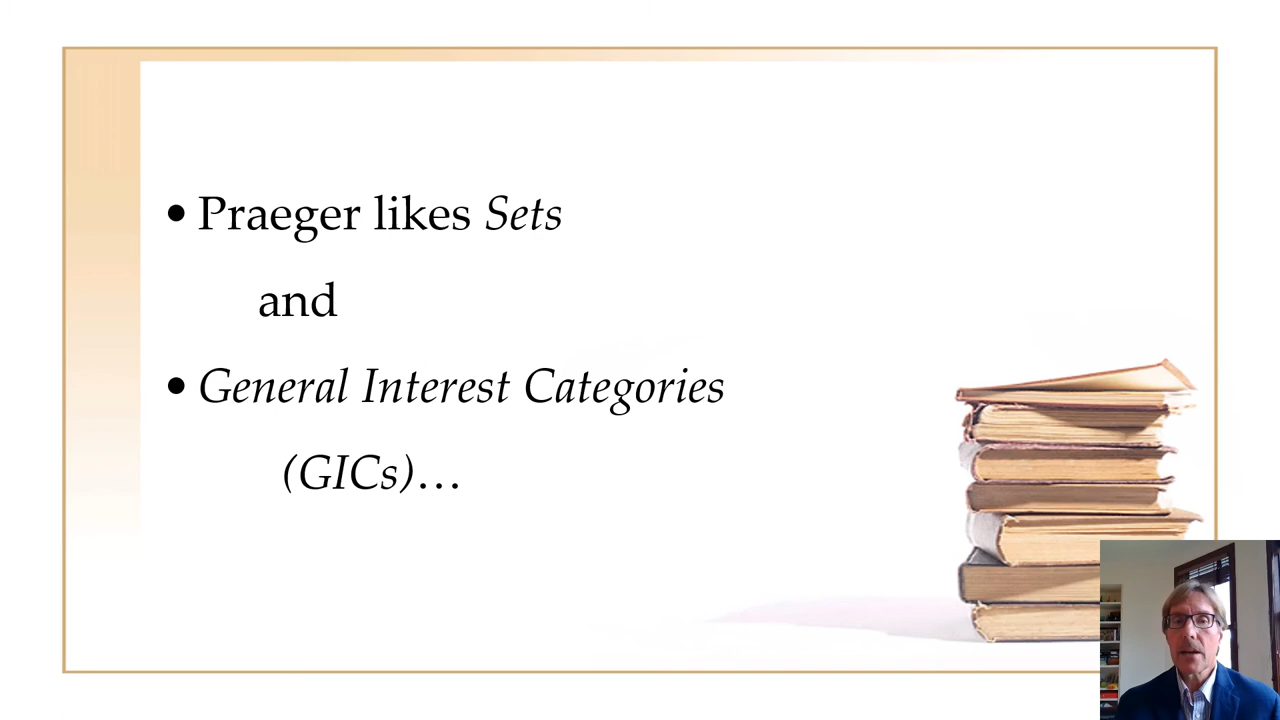 • Praeger likes Sets
and
• General Interest Categories
(GICs)…